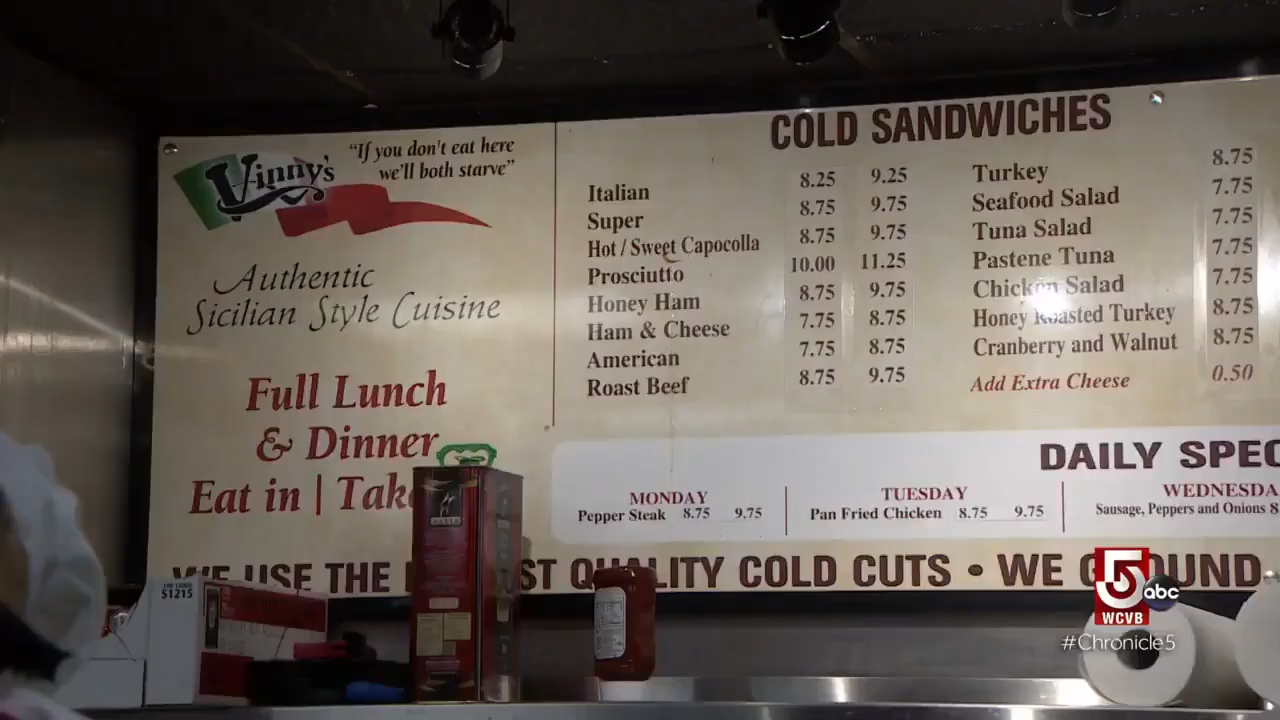 Vinny's
"If you don't eat here
we'll both starve"
Authentic
Sicilian Style Cuisine
Full Lunch
& Dinner
Eat in | Take
COLD SANDWICHES
Italian 8.25 9.25
Super 8.75 9.75
Hot / Sweet Capocolla 8.75 9.75
Prosciutto 10.00 11.25
Honey Ham 8.75 9.75
Ham & Cheese 7.75 8.75
American 7.75 8.75
Roast Beef 8.75 9.75
Turkey 8.75
Seafood Salad 7.75
Tuna Salad 7.75
Pastene Tuna 7.75
Chicken Salad 7.75
Honey Roasted Turkey 8.75
Cranberry and Walnut 8.75
Add Extra Cheese 0.50
DAILY SPEC
MONDAY
Pepper Steak 8.75 9.75
TUESDAY
Pan Fried Chicken 8.75 9.75
WEDNESDA
Sausage, Peppers and Onions 8
WE USE THE ST QUALITY COLD CUTS • WE GROUND
S1215
5 abc
WCVB
#Chronicle5